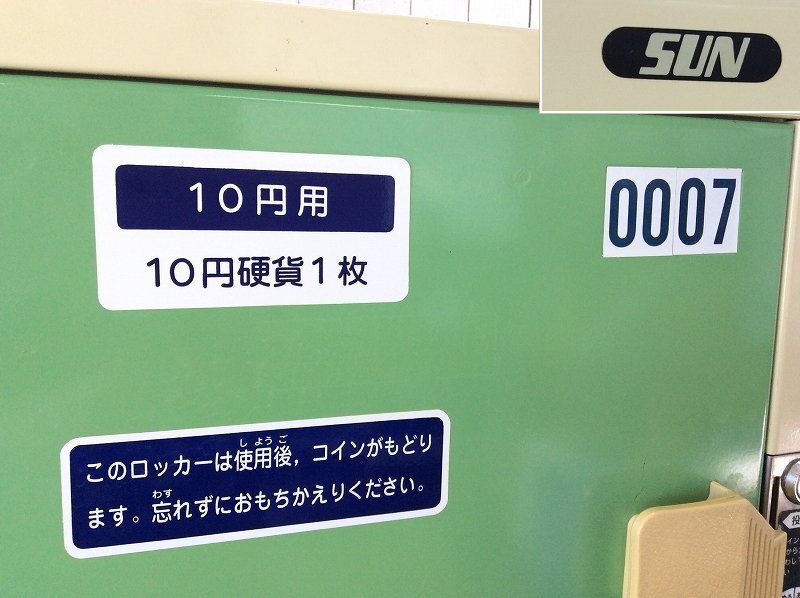 SUN
10円用
10円硬貨1枚
0007
このロッカーは使用後，コインがもどり
ます。忘れずにおもちかえりください。